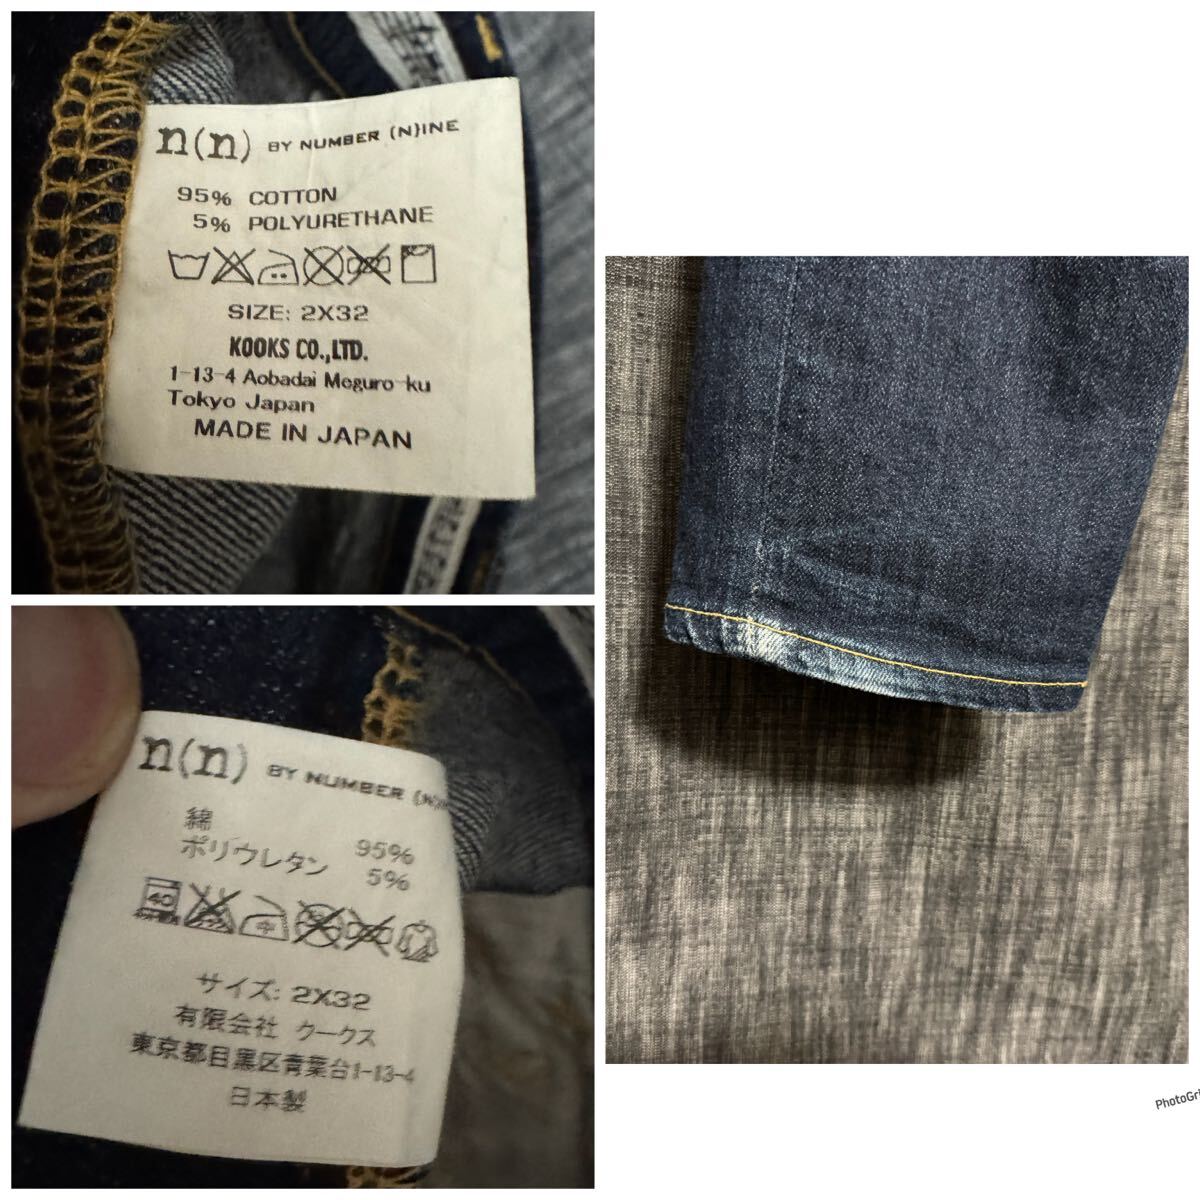 n(n) BY NUMBER (N)INE
95% COTTON
5% POLYURETHANE
SIZE: 2X32
KOOKS CO.,LTD.
1-13-4 Aobadai Meguro-ku
Tokyo Japan
MADE IN JAPAN
n(n) BY NUMBER (N)
綿 95%
ポリウレタン 5%
40
中
サイズ: 2X32
有限会社 クークス
東京都目黒区青葉台1-13-4
日本製
PhotoGr